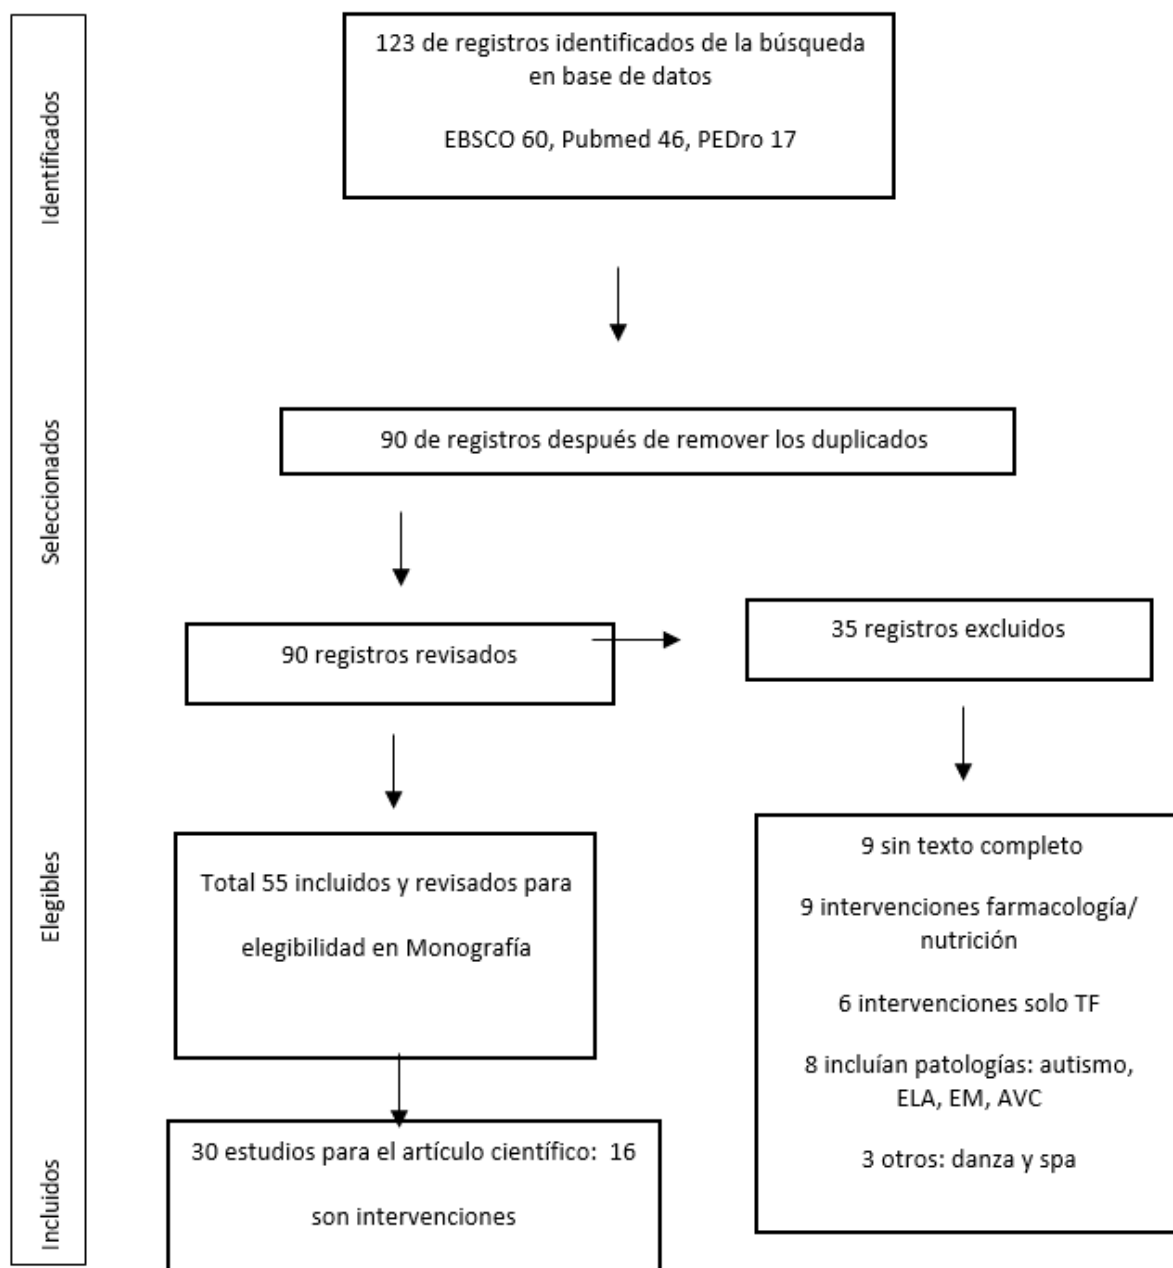 Identificados
123 de registros identificados de la búsqueda
en base de datos
EBSCO 60, Pubmed 46, PEDro 17
Seleccionados
90 de registros después de remover los duplicados
90 registros revisados
35 registros excluidos
Elegibles
Total 55 incluidos y revisados para
elegibilidad en Monografía
9 sin texto completo
9 intervenciones farmacología/
nutrición
6 intervenciones solo TF
8 incluían patologías: autismo,
ELA, EM, AVC
3 otros: danza y spa
Incluidos
30 estudios para el artículo científico:  16
son intervenciones